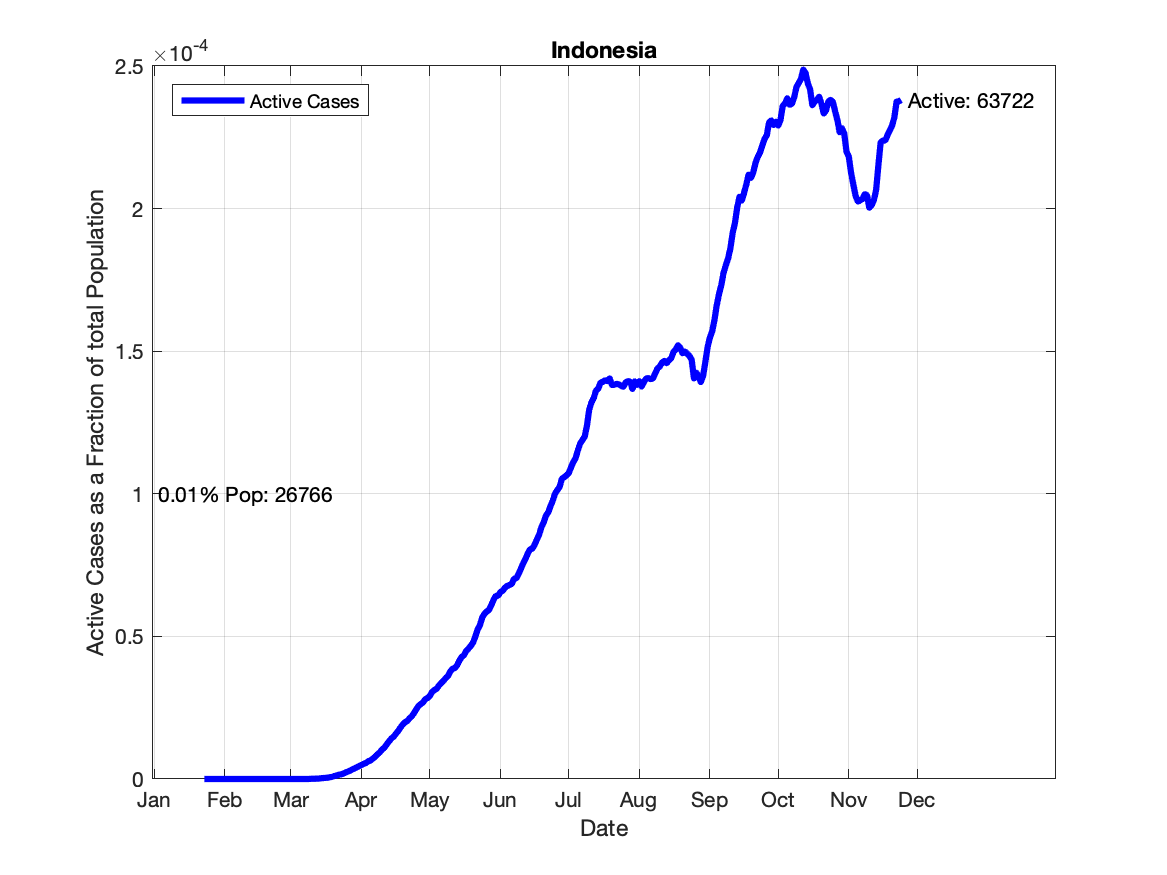 Indonesia
×10-4
Active Cases
Active: 63722
0.01% Pop: 26766
2.5
2
1.5
1
0.5
0
Active Cases as a Fraction of total Population
Jan Feb Mar Apr May Jun Jul Aug Sep Oct Nov Dec
Date